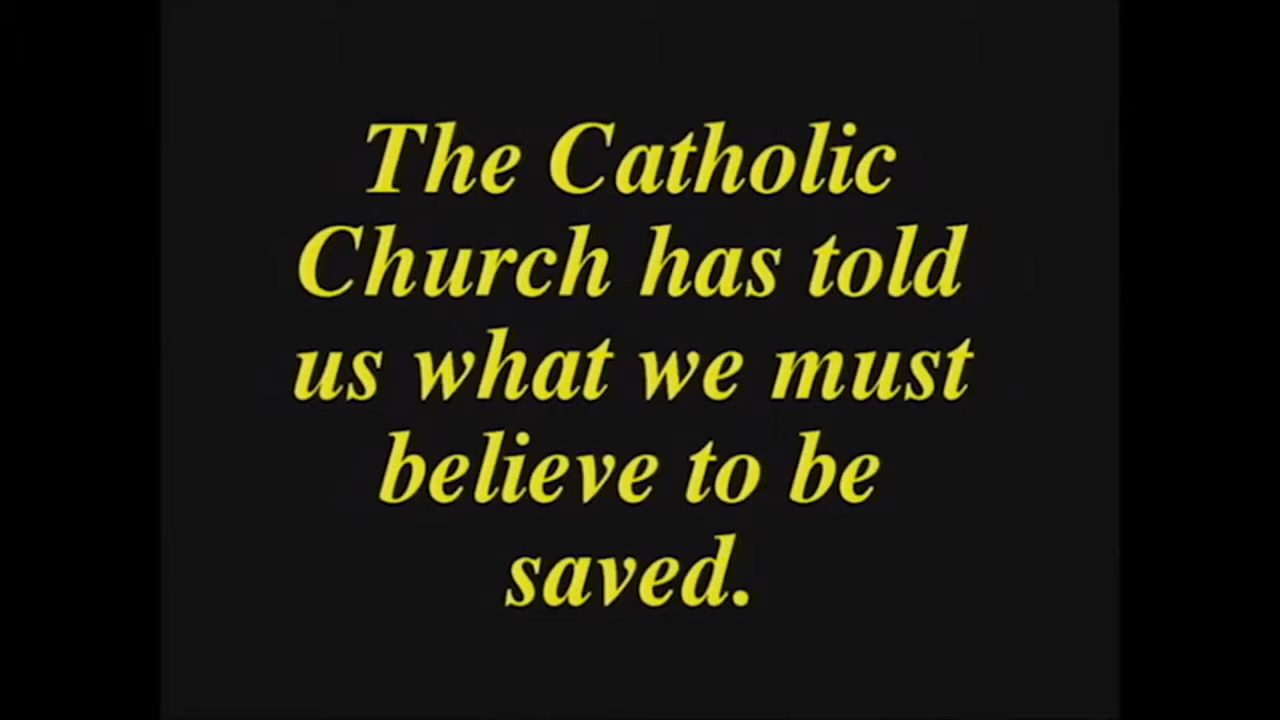 The Catholic
Church has told
us what we must
believe to be
saved.